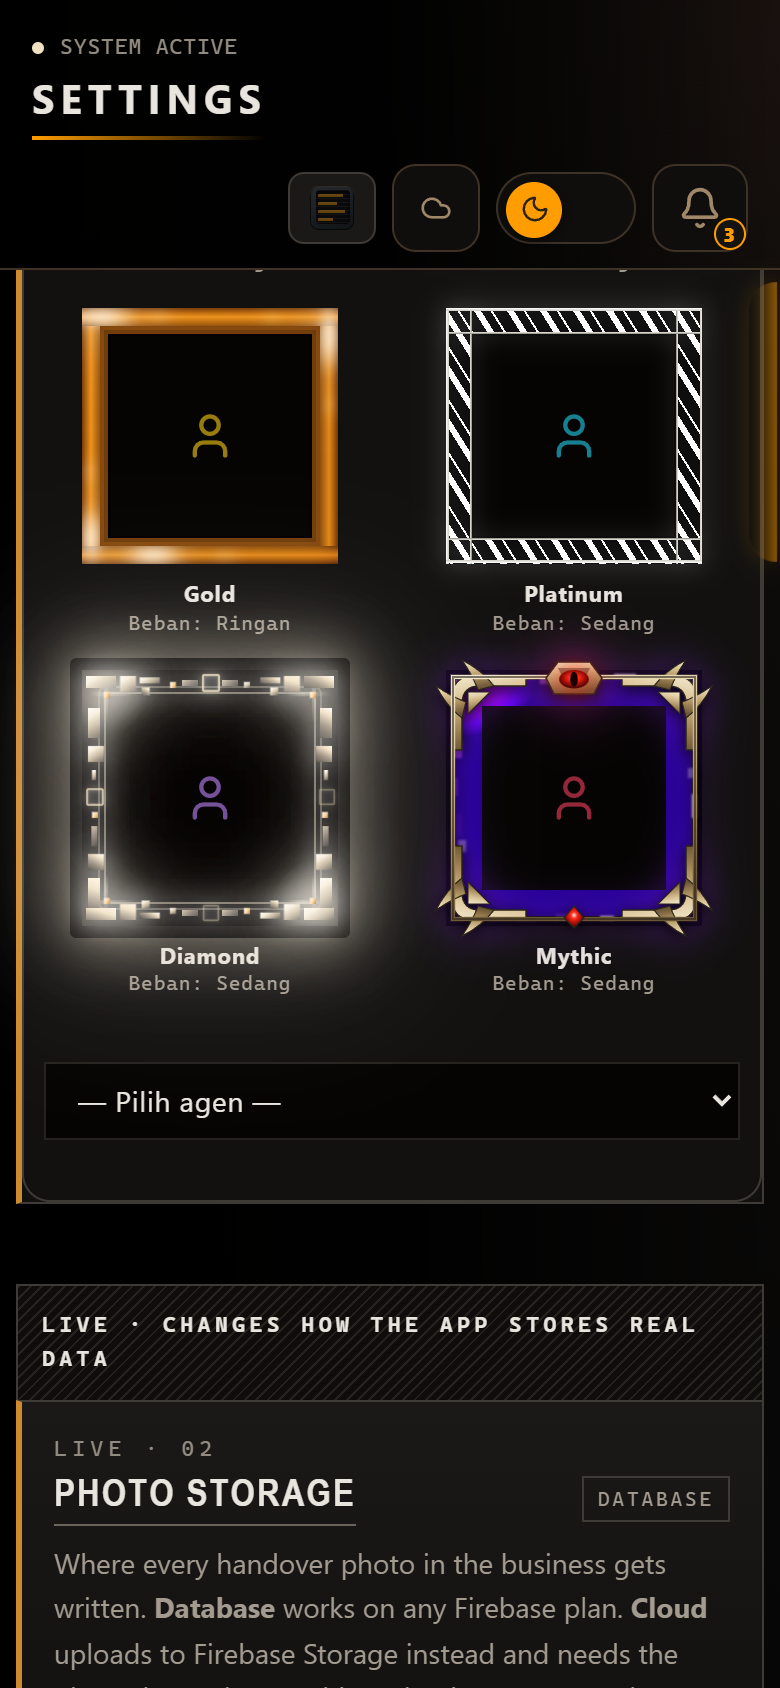 SYSTEM ACTIVE
SETTINGS
3
Gold
Beban: Ringan
Platinum
Beban: Sedang
Diamond
Beban: Sedang
Mythic
Beban: Sedang
— Pilih agen —
LIVE · CHANGES HOW THE APP STORES REAL
DATA
LIVE · 02
PHOTO STORAGE
DATABASE
Where every handover photo in the business gets
written. Database works on any Firebase plan. Cloud
uploads to Firebase Storage instead and needs the